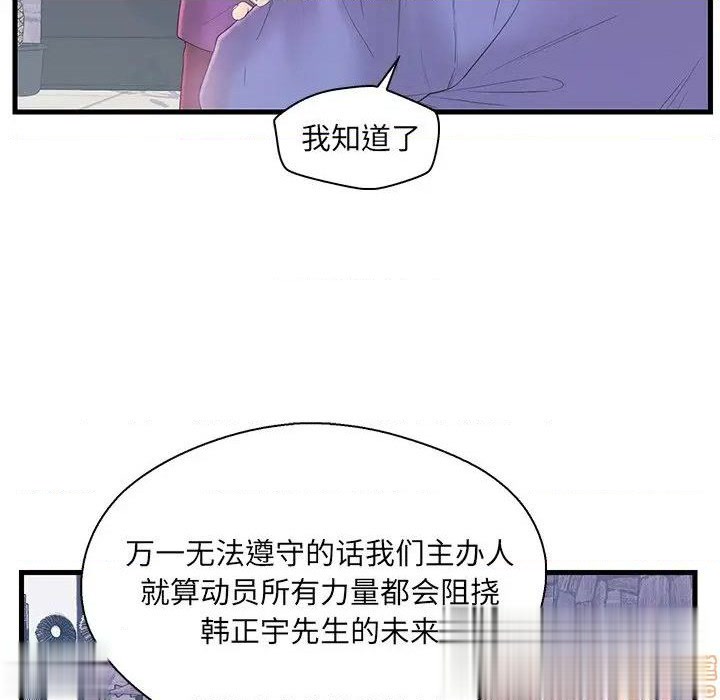 我知道了
万一无法遵守的话我们主办人
就算动员所有力量都会阻挠
韩正宇先生的未来